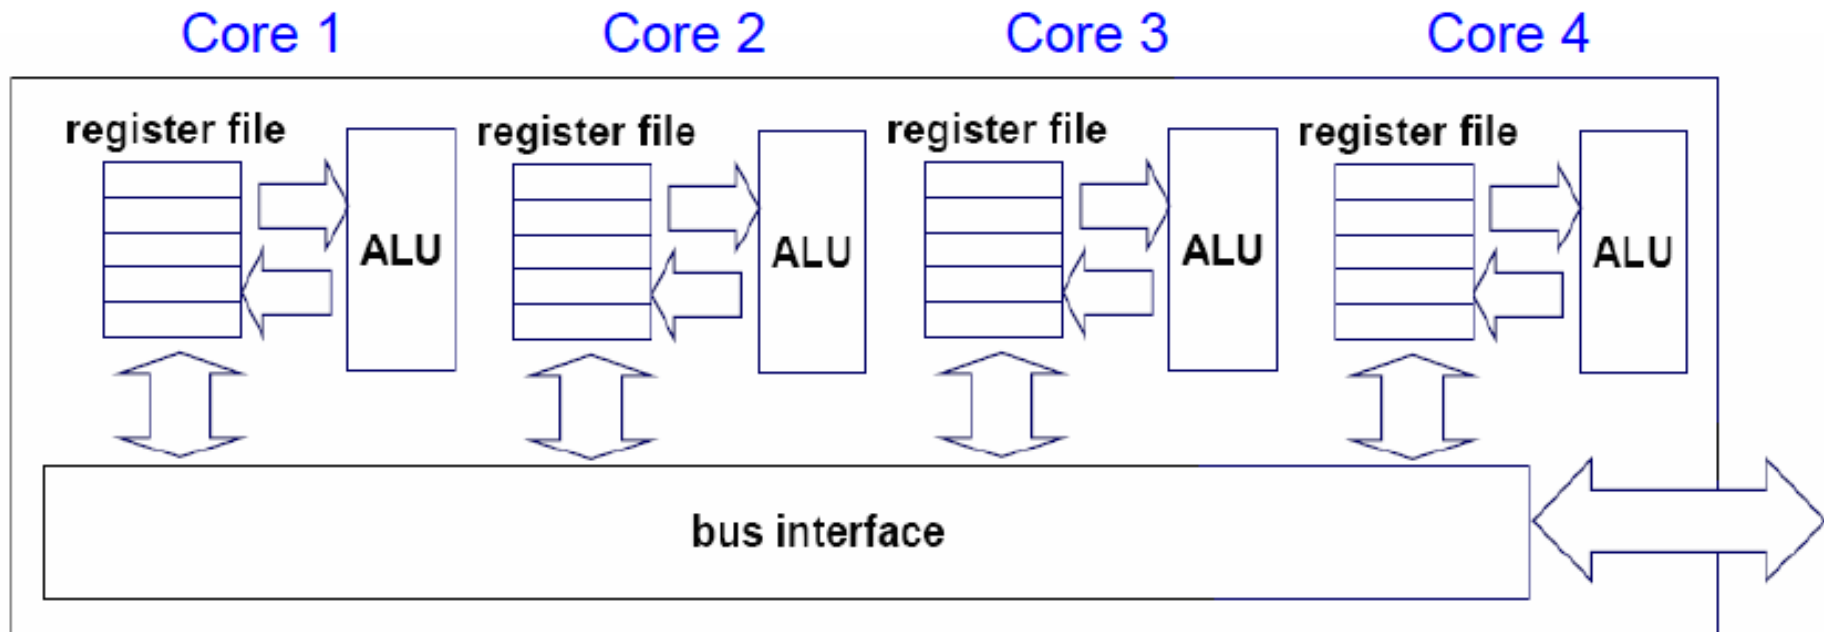 Core 1 Core 2 Core 3 Core 4
register file register file register file register file
ALU ALU ALU ALU
bus interface